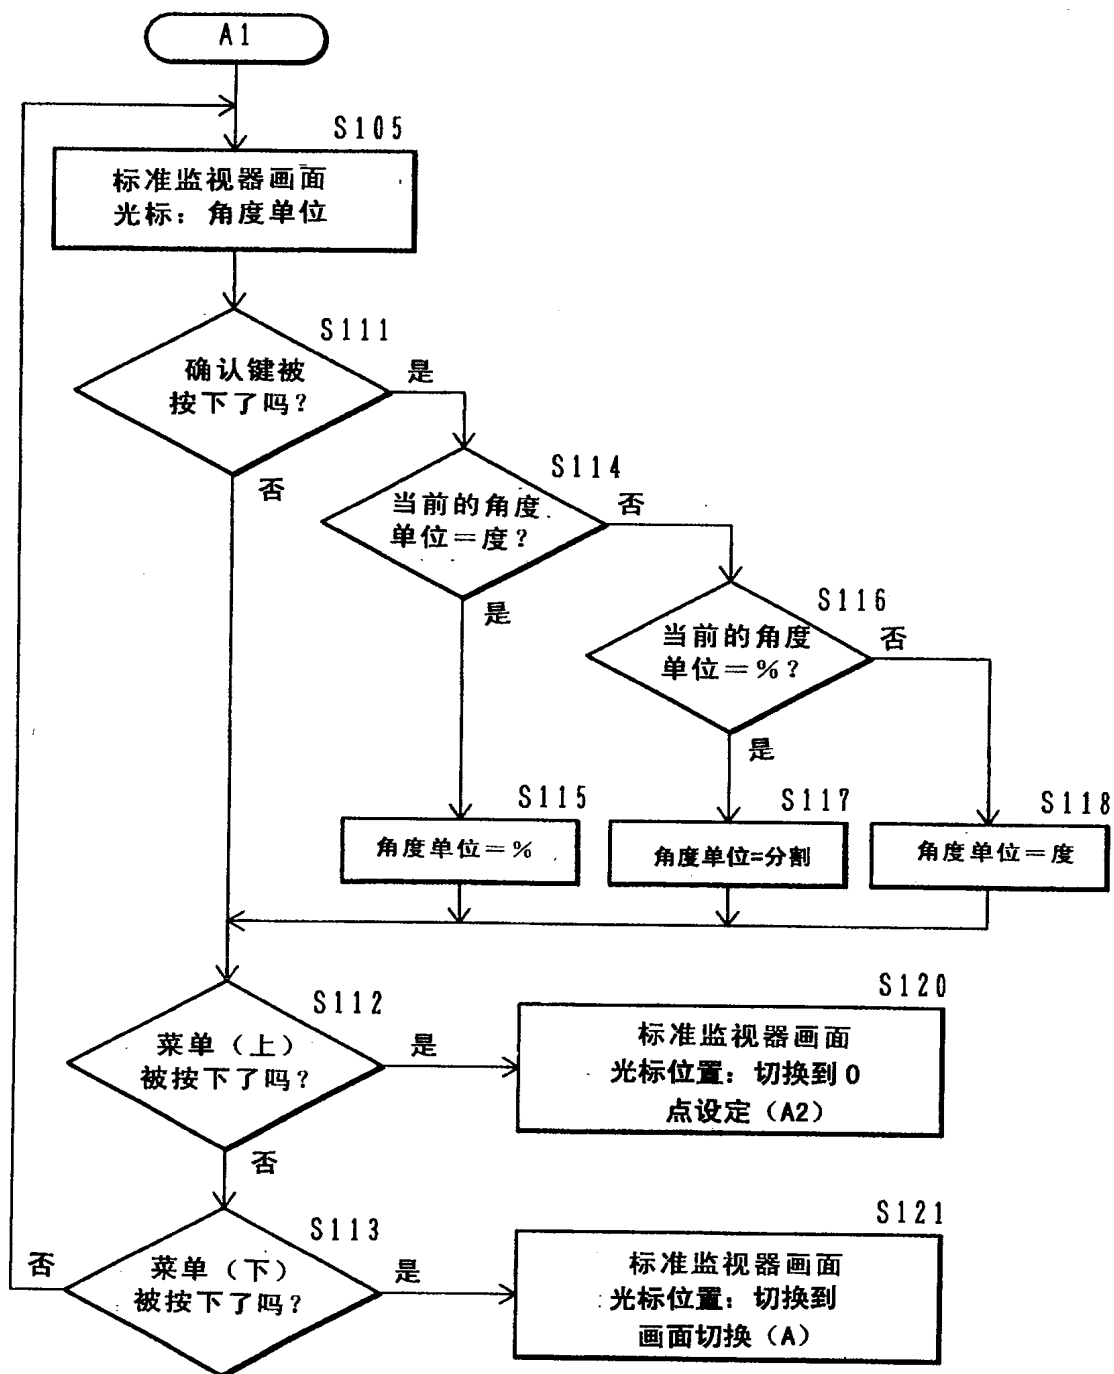 A1
S105
标准监视器画面
光标：角度单位
S111
确认键被
按下了吗？
是
否
S114
当前的角度
单位＝度？
否
是
S116
当前的角度
单位＝%？
否
是
S115
角度单位＝%
S117
角度单位=分割
S118
角度单位＝度
S112
菜单（上）
被按下了吗？
是
否
S120
标准监视器画面
光标位置：切换到 0
点设定（A2）
S113
菜单（下）
被按下了吗？
否
是
S121
标准监视器画面
光标位置：切换到
画面切换（A）